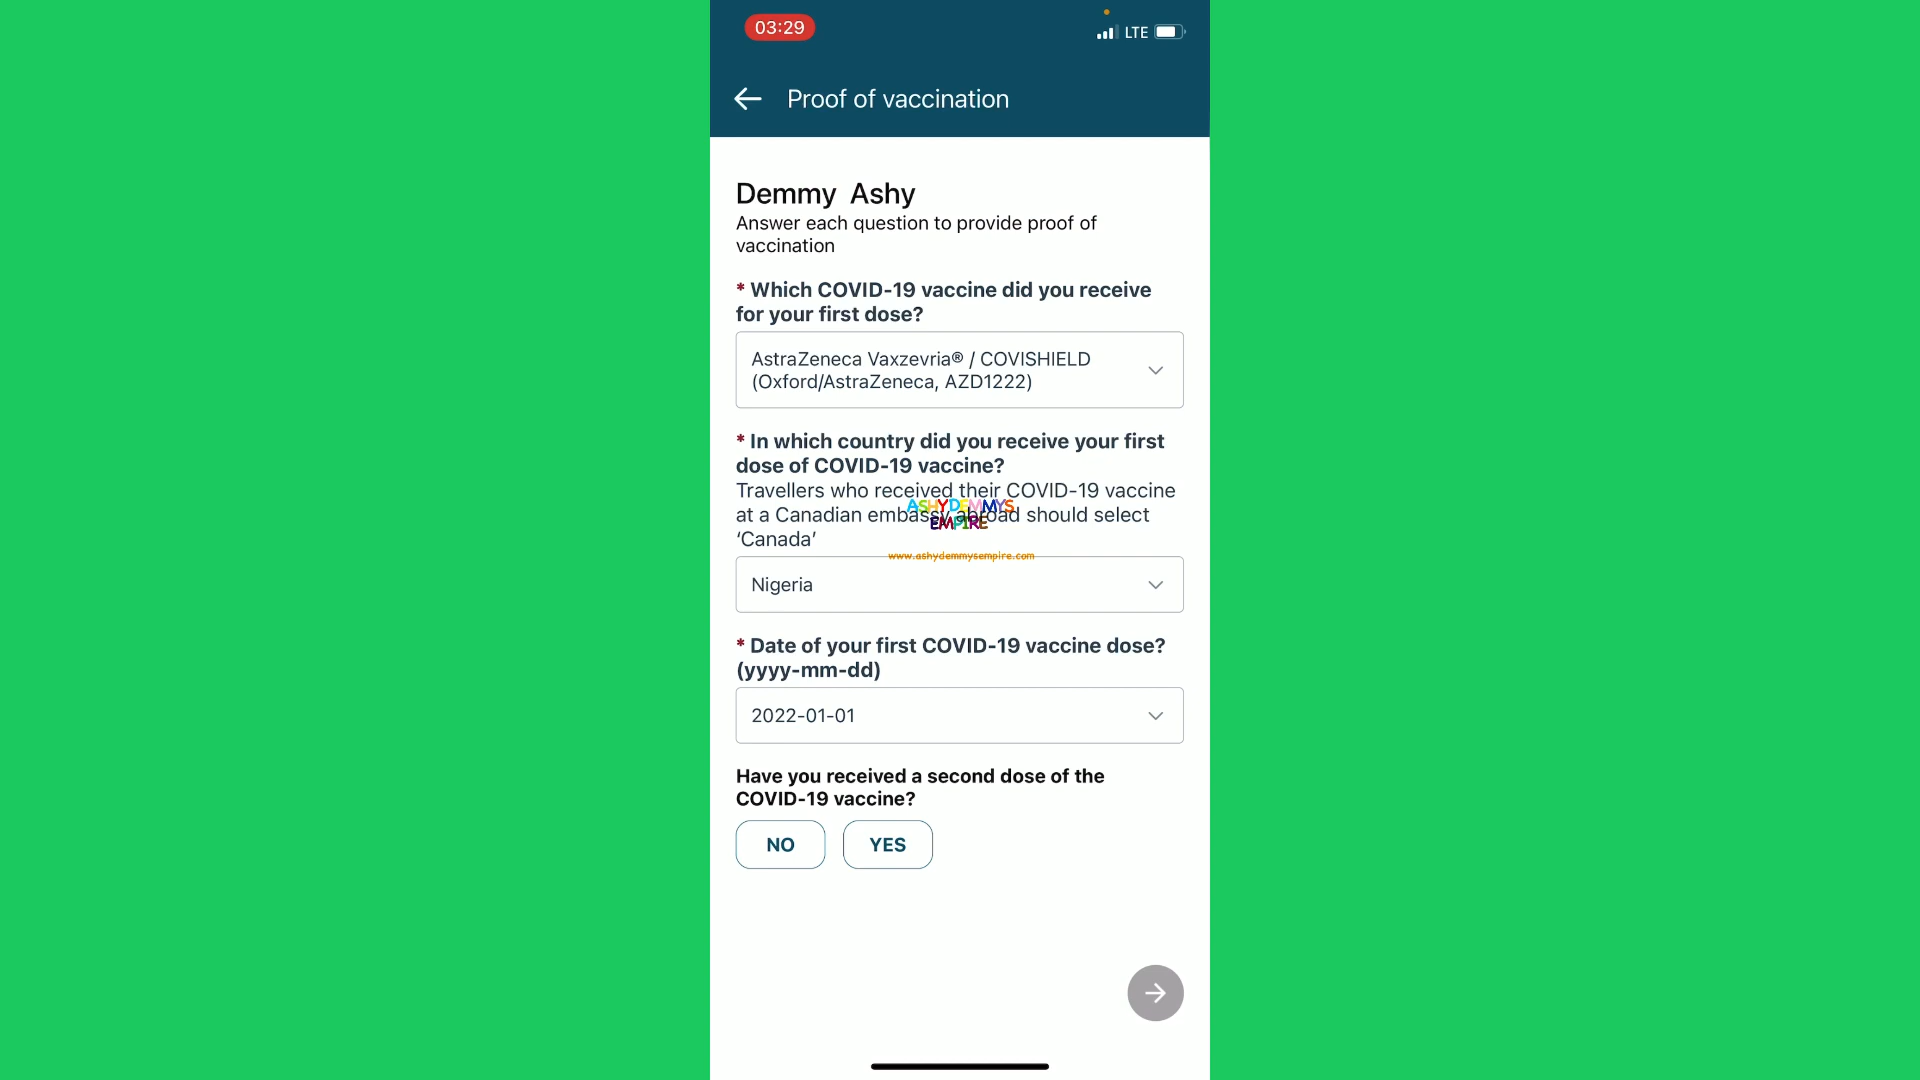 03:29
LTE
Proof of vaccination
Demmy Ashy
Answer each question to provide proof of
vaccination
* Which COVID-19 vaccine did you receive
for your first dose?
AstraZeneca Vaxzevria® / COVISHIELD
(Oxford/AstraZeneca, AZD1222)
* In which country did you receive your first
dose of COVID-19 vaccine?
Travellers who received their COVID-19 vaccine
at a Canadian embassy abroad should select
‘Canada’
ASHYDEMMYS
EMPIRE
www.ashydemmysempire.com
Nigeria
* Date of your first COVID-19 vaccine dose?
(yyyy-mm-dd)
2022-01-01
Have you received a second dose of the
COVID-19 vaccine?
NO
YES